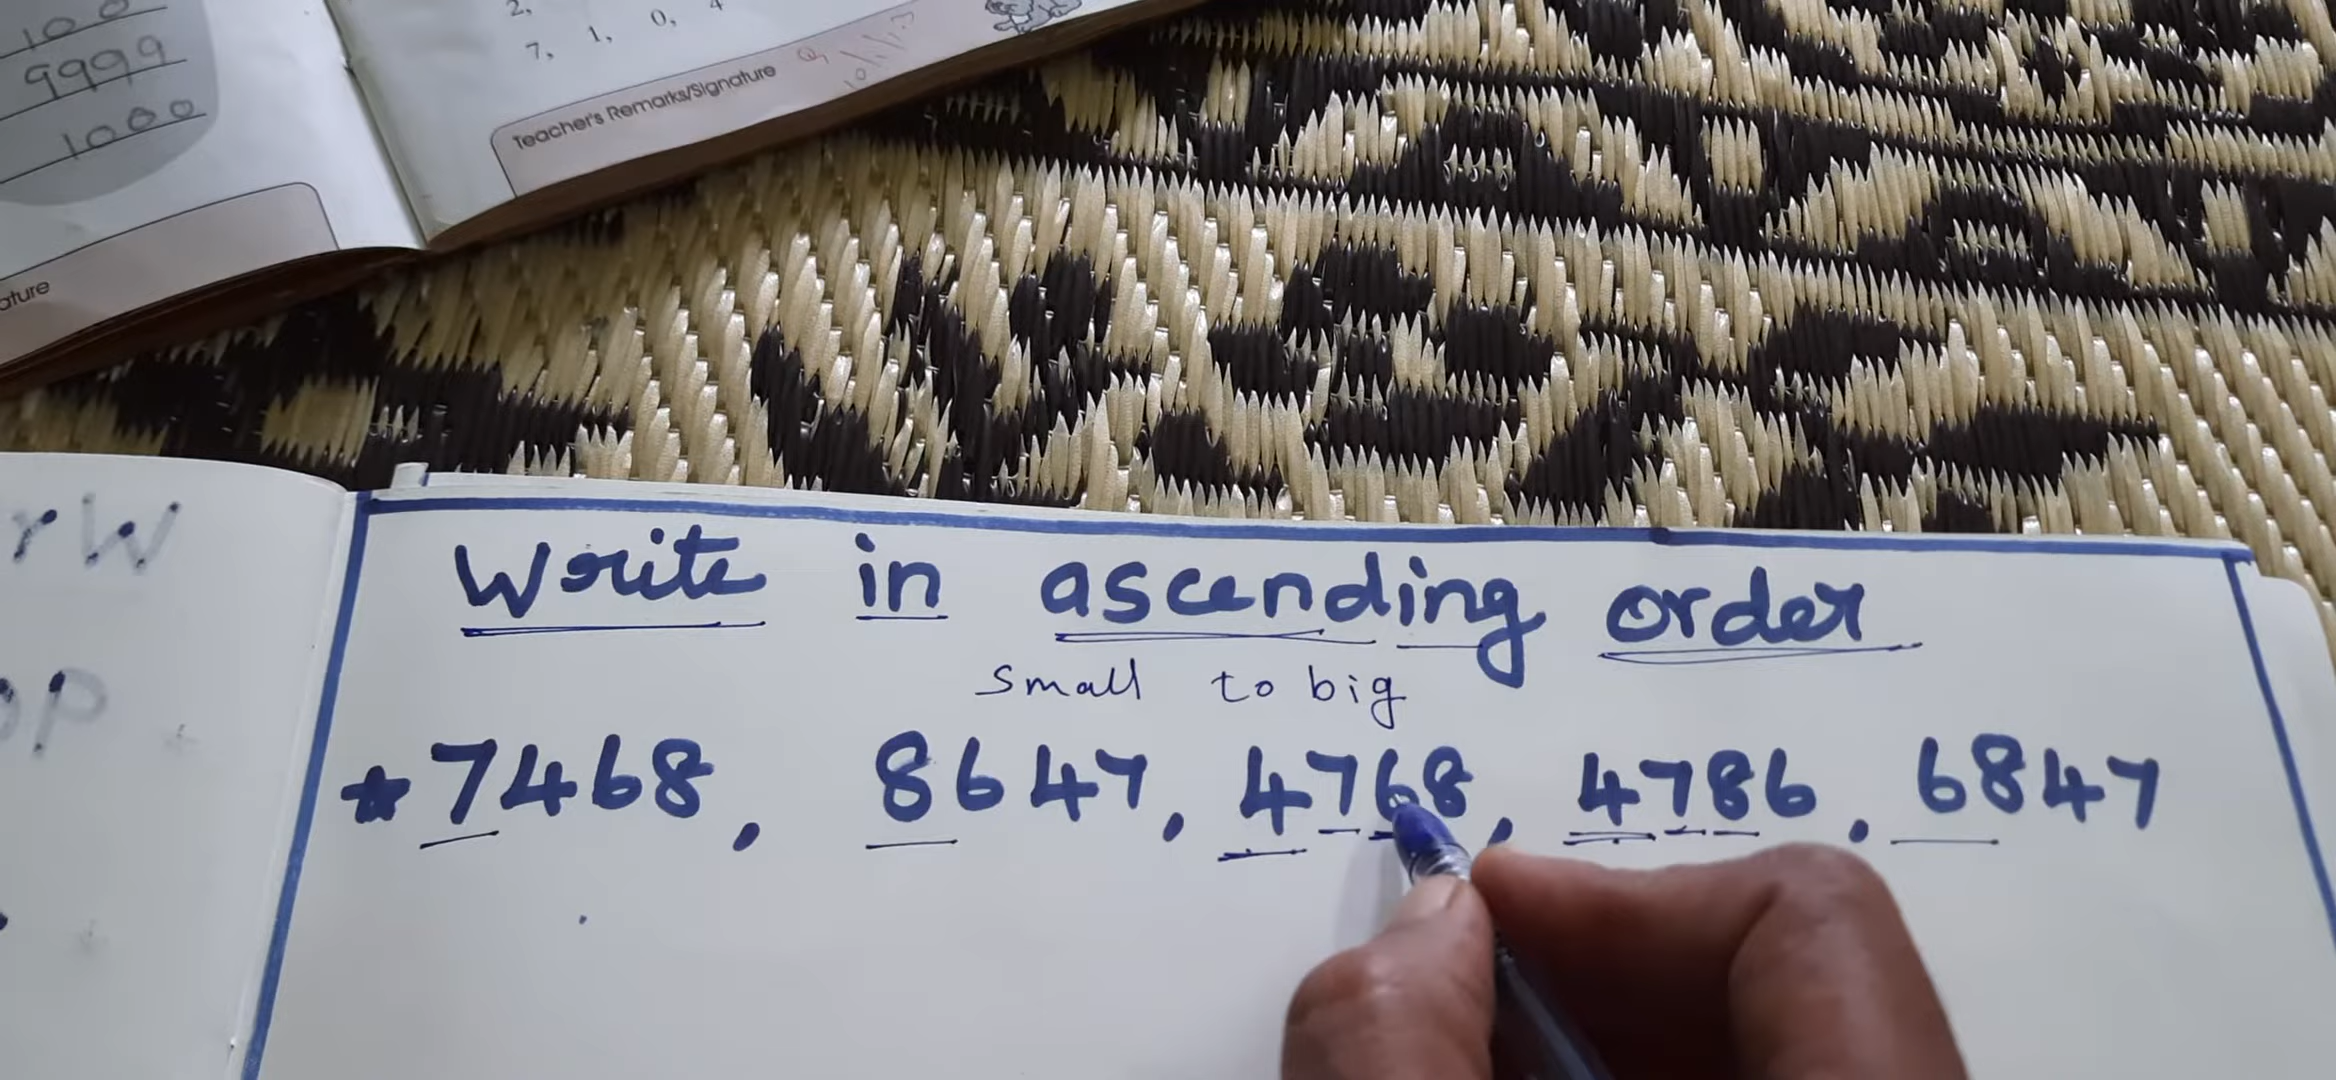 100
9999
1000
ature
2,
7, 1, 0, 4
Teacher's Remarks/Signature
rW
Write in ascending order
Small to big
*7468, 8647, 4768, 4786, 6847